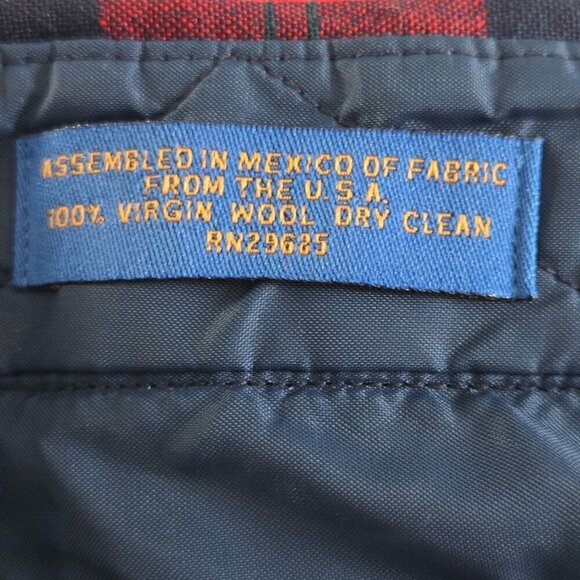 ASSEMBLED IN MEXICO OF FABRIC
FROM THE U.S.A.
100% VIRGIN WOOL DRY CLEAN
RN29685